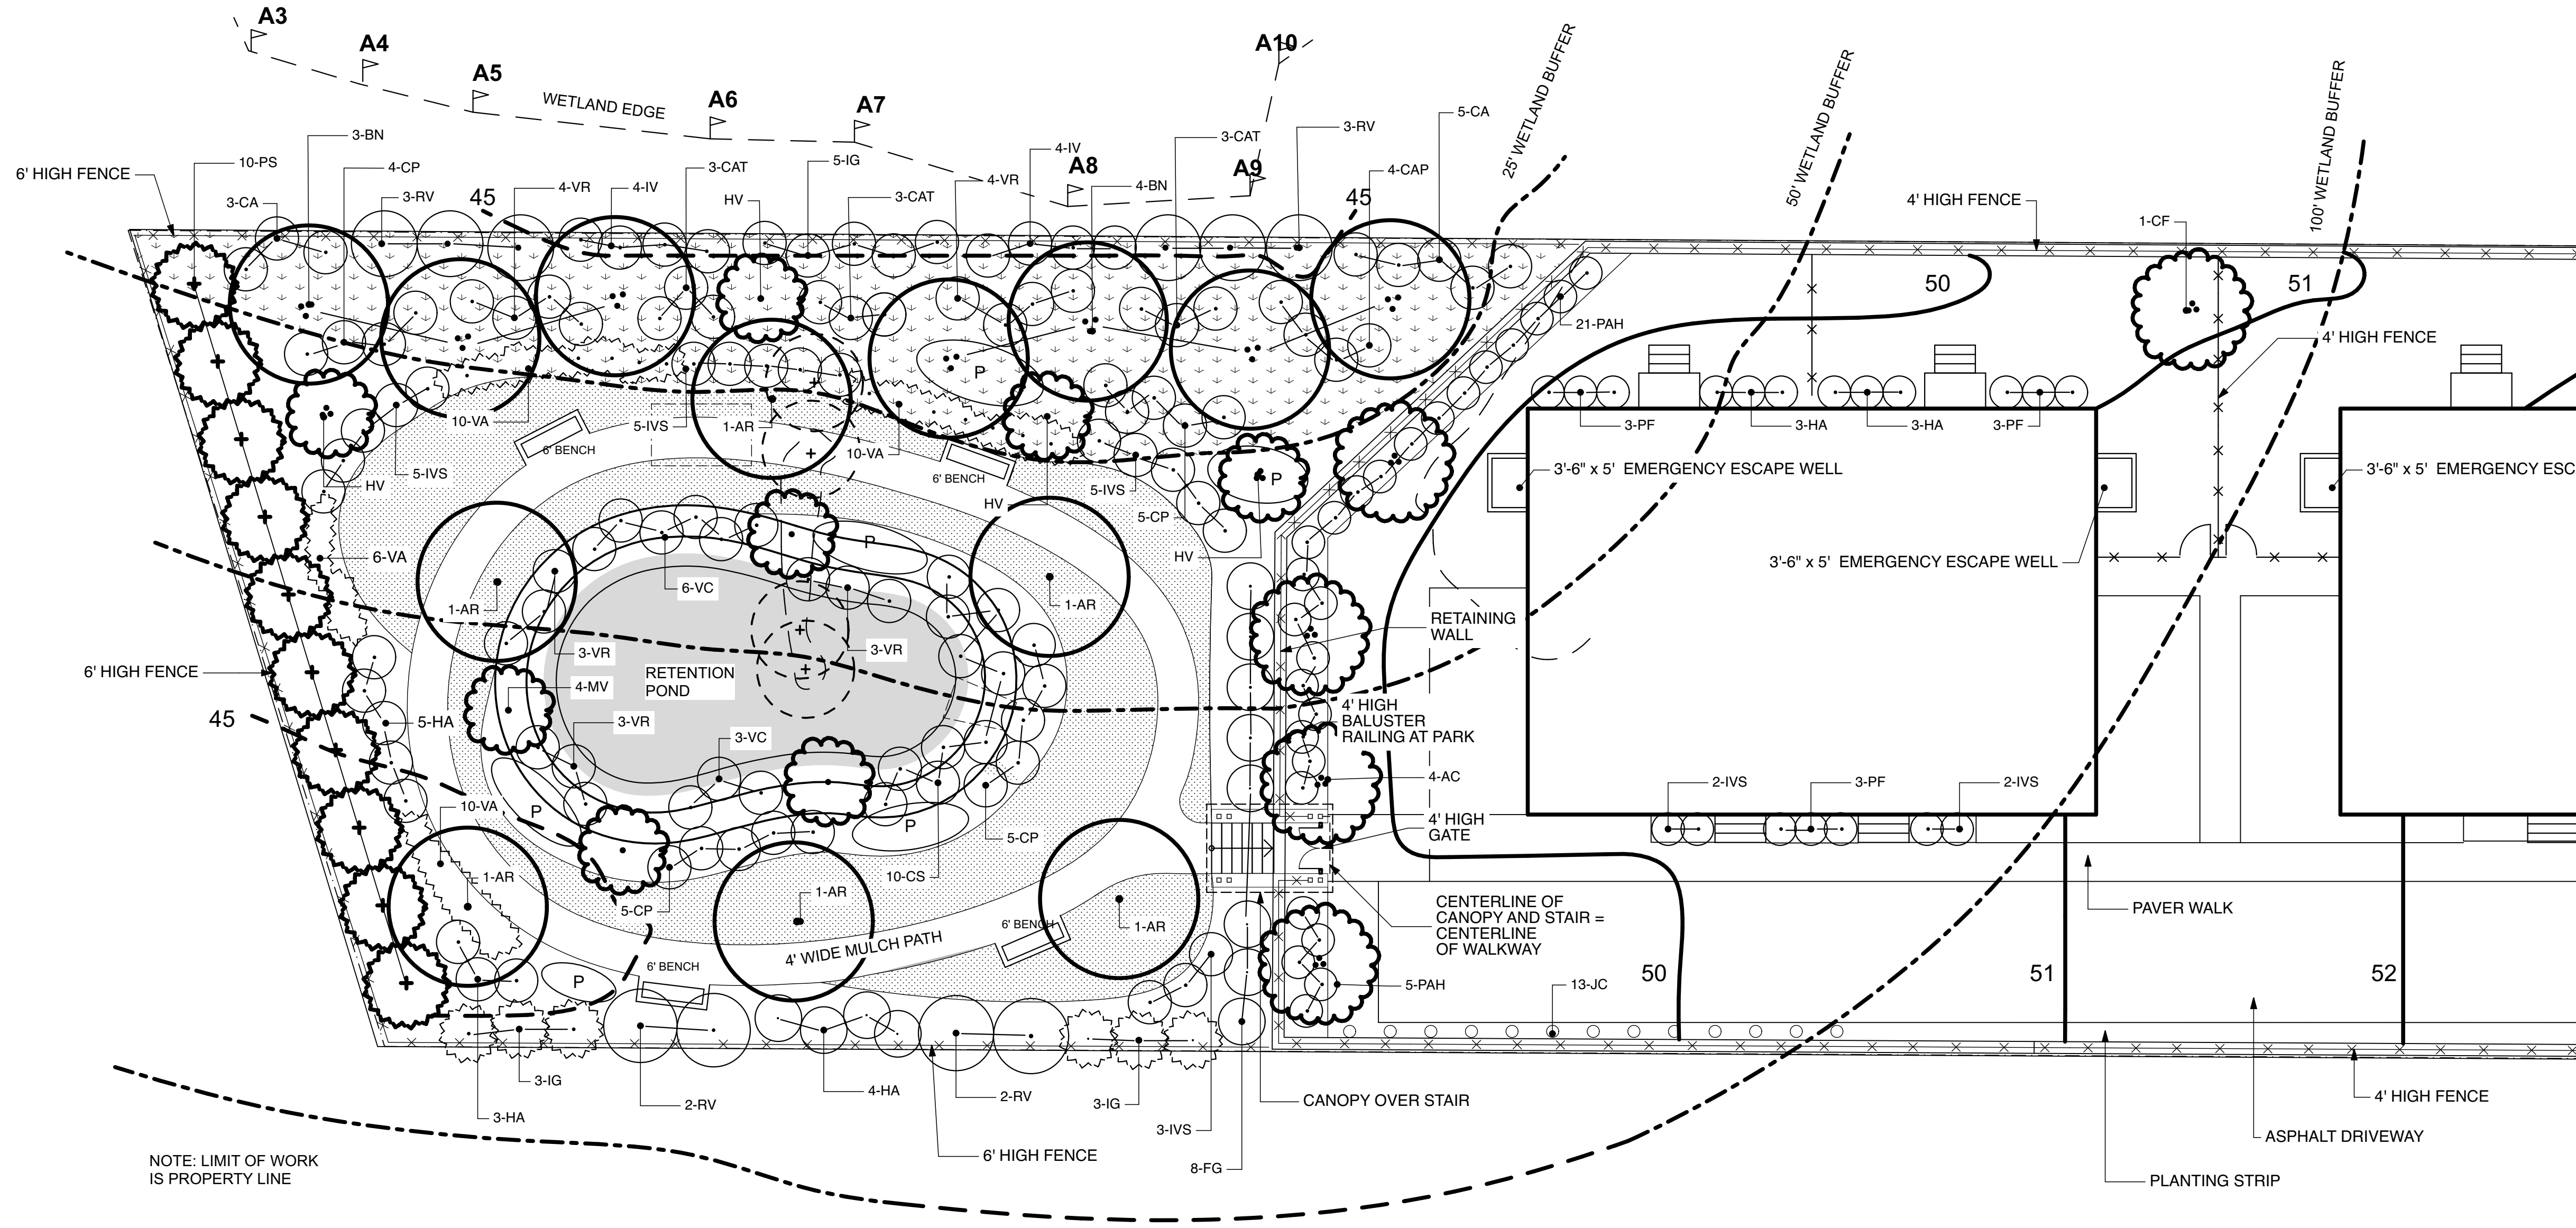 A3
A4
A5
WETLAND EDGE
A6
A7
A10
25' WETLAND BUFFER
50' WETLAND BUFFER
100' WETLAND BUFFER
3-BN
10-PS
6' HIGH FENCE
4-CP
3-CA
3-RV
45
4-VR
4-IV
3-CAT
HV
5-IG
3-CAT
4-VR
4-IV
A8
4-BN
3-CAT
A9
3-RV
45
4-CAP
5-CA
4' HIGH FENCE
1-CF
50
51
21-PAH
4' HIGH FENCE
P
10-VA
5-IVS
1-AR
10-VA
6' BENCH
6' BENCH
HV
5-IVS
HV
5-IVS
5-CP
P
HV
3-PF
3-HA
3-HA
3-PF
3'-6" x 5'  EMERGENCY ESCAPE WELL
3'-6" x 5'  EMERGENCY ESC
3'-6" x 5'  EMERGENCY ESCAPE WELL
P
6-VA
6-VC
1-AR
1-AR
3-VR
3-VR
RETENTION
POND
4-MV
3-VR
3-VC
RETAINING
WALL
6' HIGH FENCE
45
5-HA
4' HIGH
BALUSTER
RAILING AT PARK
4-AC
4' HIGH
GATE
2-IVS
3-PF
2-IVS
10-VA
P
P
5-CP
10-CS
1-AR
1-AR
5-CP
1-AR
6' BENCH
4' WIDE MULCH PATH
6' BENCH
P
CENTERLINE OF
CANOPY AND STAIR =
CENTERLINE
OF WALKWAY
PAVER WALK
5-PAH
13-JC
50
51
52
3-IG
3-HA
2-RV
4-HA
2-RV
3-IG
3-IVS
8-FG
6' HIGH FENCE
CANOPY OVER STAIR
4' HIGH FENCE
ASPHALT DRIVEWAY
PLANTING STRIP
NOTE: LIMIT OF WORK
IS PROPERTY LINE